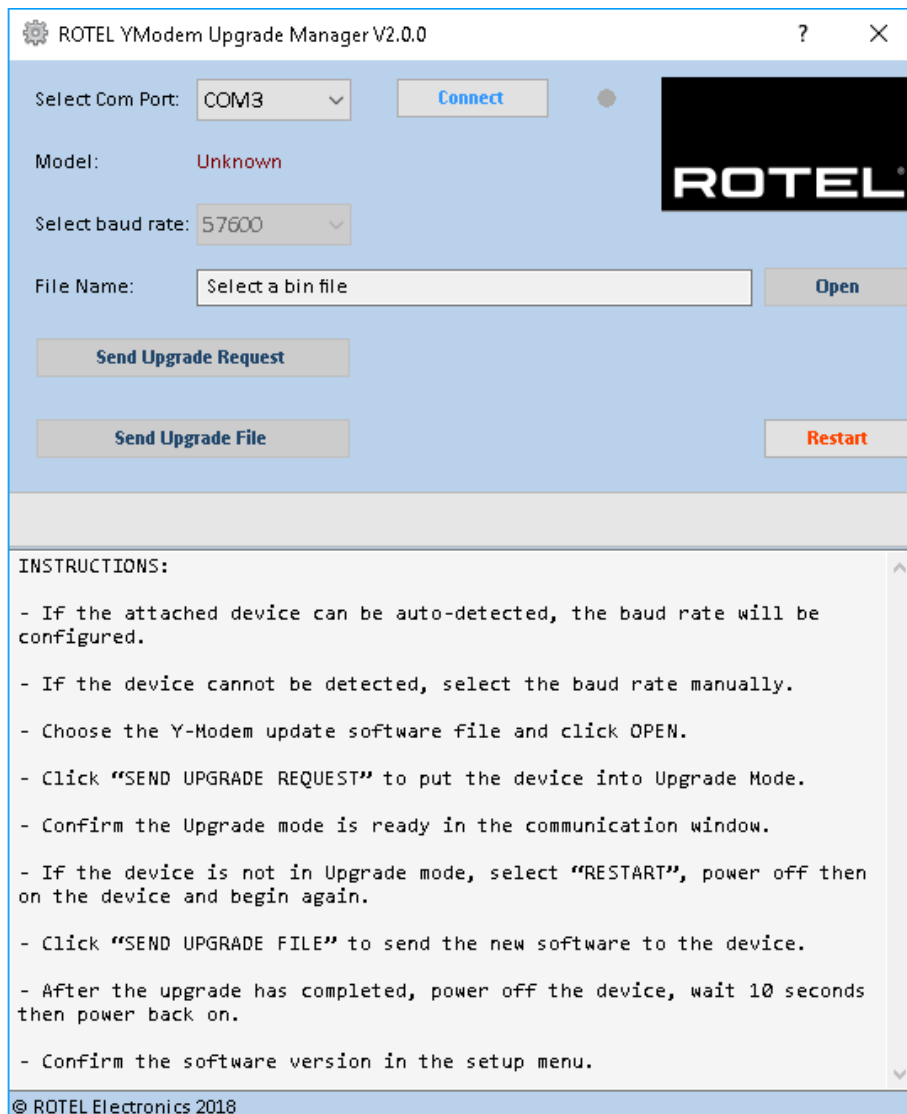 ROTEL YModem Upgrade Manager V2.0.0 ?
Select Com Port: COM3 Connect
Model: Unknown
ROTEL
Select baud rate: 57600
File Name: Select a bin file Open
Send Upgrade Request
Send Upgrade File Restart
INSTRUCTIONS:
- If the attached device can be auto-detected, the baud rate will be
configured.
- If the device cannot be detected, select the baud rate manually.
- Choose the Y-Modem update software file and click OPEN.
- Click “SEND UPGRADE REQUEST” to put the device into Upgrade Mode.
- Confirm the Upgrade mode is ready in the communication window.
- If the device is not in Upgrade mode, select “RESTART”, power off then
on the device and begin again.
- Click “SEND UPGRADE FILE” to send the new software to the device.
- After the upgrade has completed, power off the device, wait 10 seconds
then power back on.
- Confirm the software version in the setup menu.
© ROTEL Electronics 2018